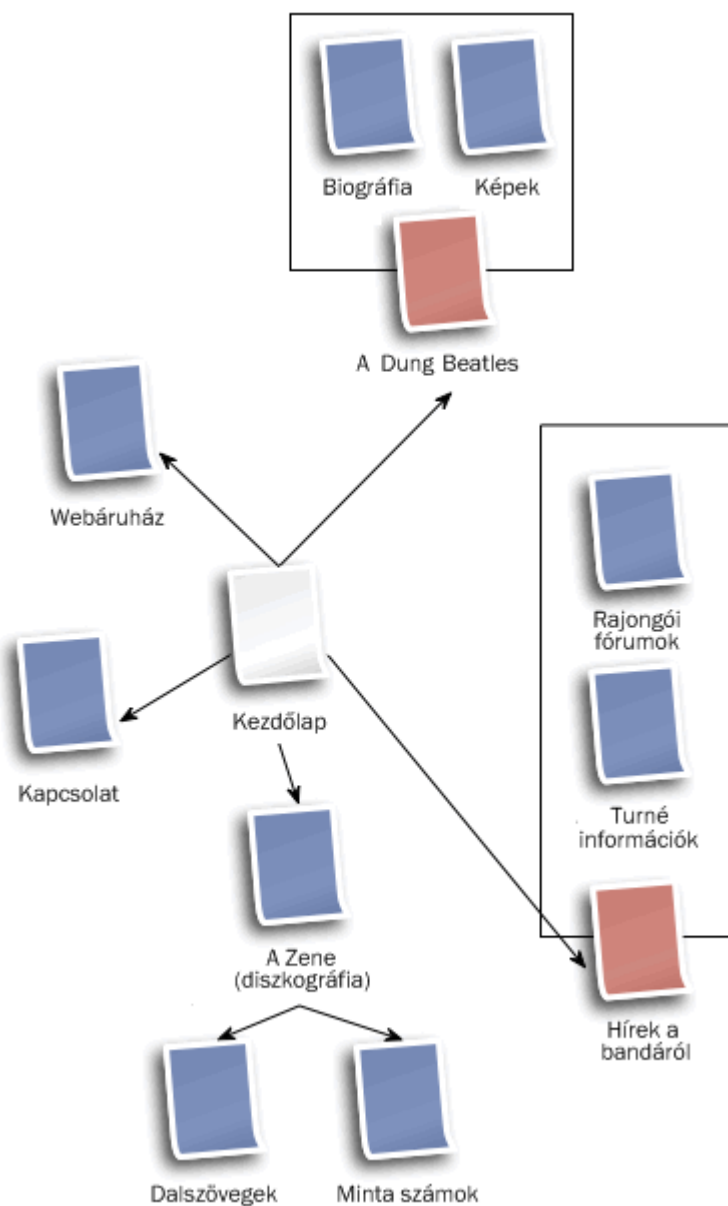 Biográfia
Képek
A Dung Beatles
Webáruház
Rajongói
fórumok
Kezdőlap
Kapcsolat
Turné
információk
A Zene
(diszkográfia)
Hírek a
bandáról
Dalszövegek
Minta számok